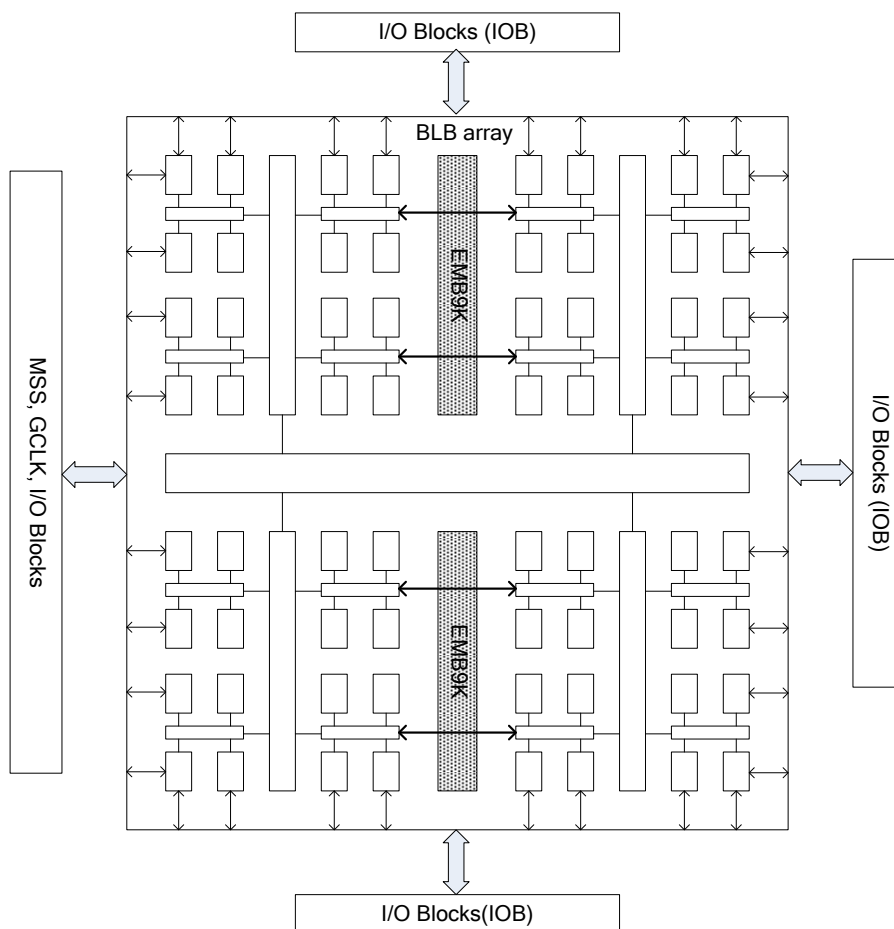 I/O Blocks (IOB)
BLB array
EMB9K
MSS, GCLK, I/O Blocks
I/O Blocks (IOB)
EMB9K
I/O Blocks(IOB)